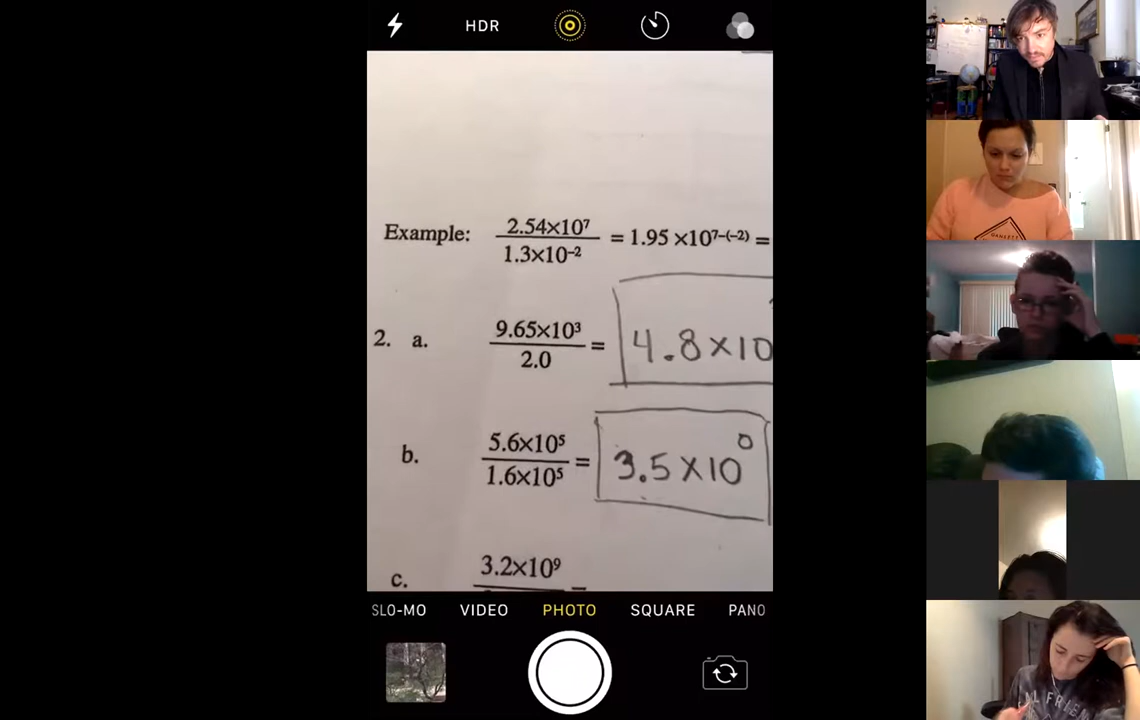 HDR
Example: 2.54×10⁷ / 1.3×10⁻² = 1.95 ×10⁷⁻⁽⁻²⁾ =
2. a. 9.65×10³ / 2.0 = 4.8×10
b. 5.6×10⁵ / 1.6×10⁵ = 3.5×10⁰
c. 3.2×10⁹ =
SLO-MO VIDEO PHOTO SQUARE PANO